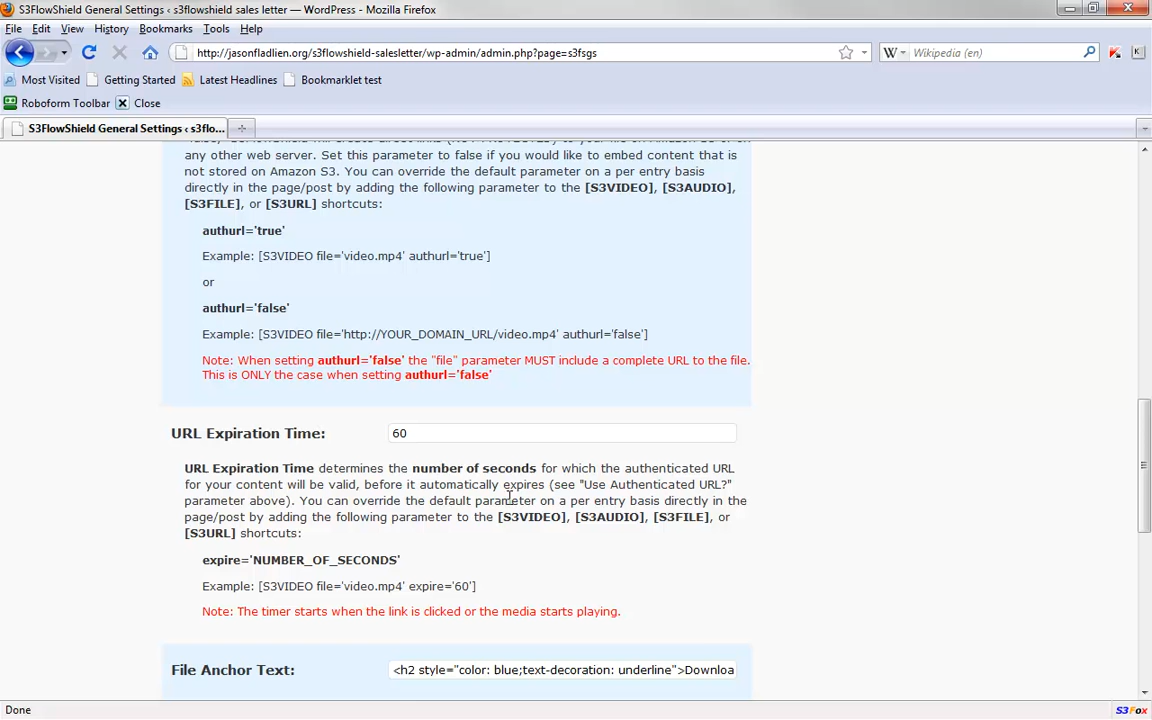 S3FlowShield General Settings ‹ s3flowshield sales letter — WordPress - Mozilla Firefox
File Edit View History Bookmarks Tools Help
http://jasonfladlien.org/s3flowshield-salesletter/wp-admin/admin.php?page=s3fsgs
W Wikipedia (en)
K
Most Visited Getting Started Latest Headlines Bookmarklet test
Roboform Toolbar Close
S3FlowShield General Settings ‹ s3flo...
any other web server. Set this parameter to false if you would like to embed content that is
not stored on Amazon S3. You can override the default parameter on a per entry basis
directly in the page/post by adding the following parameter to the [S3VIDEO], [S3AUDIO],
[S3FILE], or [S3URL] shortcuts:
authurl='true'
Example: [S3VIDEO file='video.mp4' authurl='true']
or
authurl='false'
Example: [S3VIDEO file='http://YOUR_DOMAIN_URL/video.mp4' authurl='false']
Note: When setting authurl='false' the "file" parameter MUST include a complete URL to the file.
This is ONLY the case when setting authurl='false'
URL Expiration Time: 60
URL Expiration Time determines the number of seconds for which the authenticated URL
for your content will be valid, before it automatically expires (see "Use Authenticated URL?"
parameter above). You can override the default parameter on a per entry basis directly in the
page/post by adding the following parameter to the [S3VIDEO], [S3AUDIO], [S3FILE], or
[S3URL] shortcuts:
expire='NUMBER_OF_SECONDS'
Example: [S3VIDEO file='video.mp4' expire='60']
Note: The timer starts when the link is clicked or the media starts playing.
File Anchor Text: <h2 style="color: blue;text-decoration: underline">Downloa
Done
S3Fox